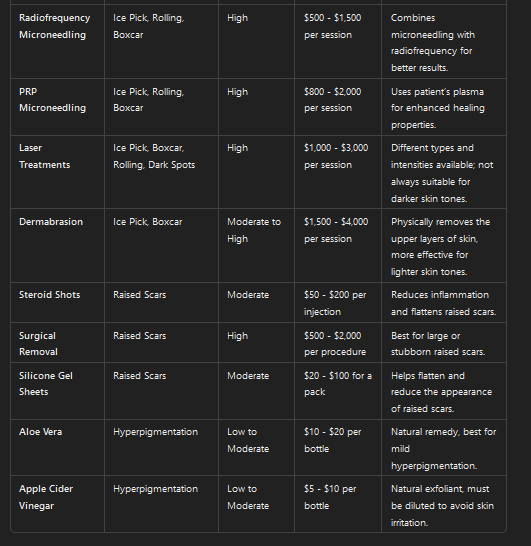 Radiofrequency Microneedling Ice Pick, Rolling, Boxcar High $500 - $1,500 per session Combines microneedling with radiofrequency for better results.
PRP Microneedling Ice Pick, Rolling, Boxcar High $800 - $2,000 per session Uses patient's plasma for enhanced healing properties.
Laser Treatments Ice Pick, Boxcar, Rolling, Dark Spots High $1,000 - $3,000 per session Different types and intensities available; not always suitable for darker skin tones.
Dermabrasion Ice Pick, Boxcar Moderate to High $1,500 - $4,000 per session Physically removes the upper layers of skin, more effective for lighter skin tones.
Steroid Shots Raised Scars Moderate $50 - $200 per injection Reduces inflammation and flattens raised scars.
Surgical Removal Raised Scars High $500 - $2,000 per procedure Best for large or stubborn raised scars.
Silicone Gel Sheets Raised Scars Moderate $20 - $100 for a pack Helps flatten and reduce the appearance of raised scars.
Aloe Vera Hyperpigmentation Low to Moderate $10 - $20 per bottle Natural remedy, best for mild hyperpigmentation.
Apple Cider Vinegar Hyperpigmentation Low to Moderate $5 - $10 per bottle Natural exfoliant, must be diluted to avoid skin irritation.